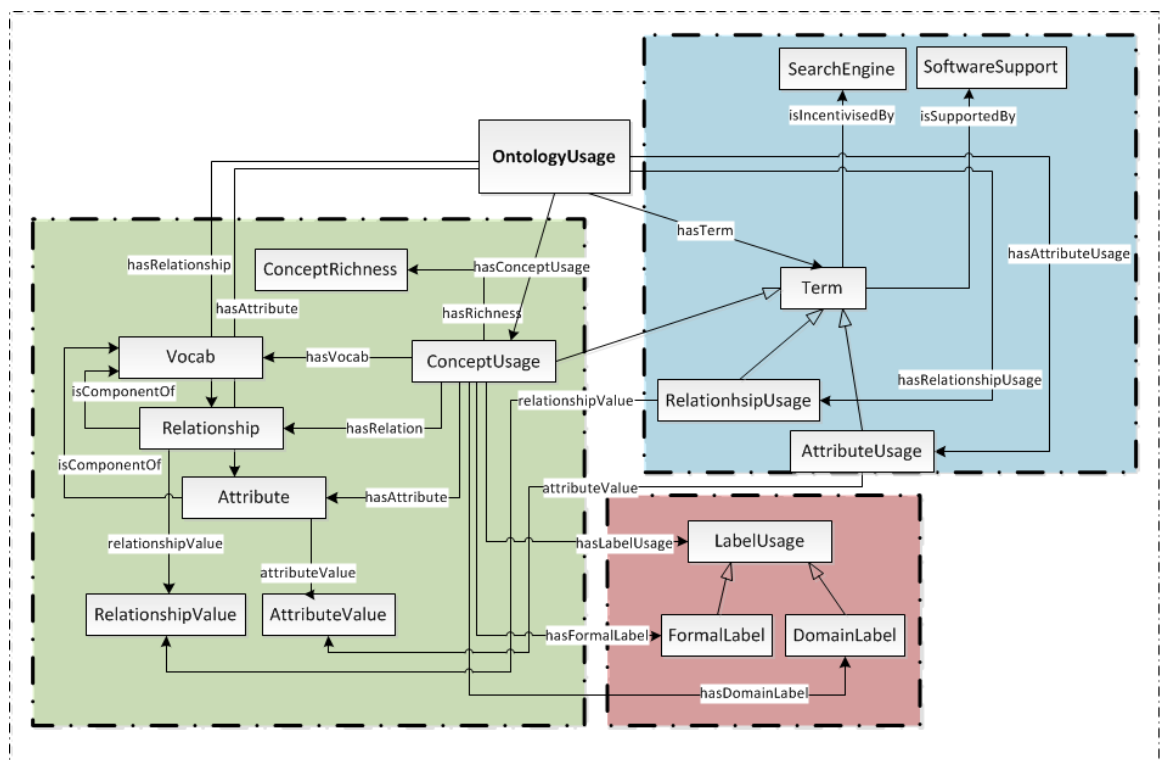 SearchEngine
SoftwareSupport
isIncentivisedBy
isSupportedBy
OntologyUsage
hasTerm
hasAttributeUsage
hasRelationship
ConceptRichness
hasConceptUsage
Term
hasAttribute
hasRichness
Vocab
hasVocab
ConceptUsage
hasRelationshipUsage
isComponentOf
relationshipValue
RelationhsipUsage
Relationship
hasRelation
AttributeUsage
isComponentOf
Attribute
hasAttribute
attributeValue
relationshipValue
hasLabelUsage
LabelUsage
attributeValue
RelationshipValue
AttributeValue
hasFormalLabel
FormalLabel
DomainLabel
hasDomainLabel